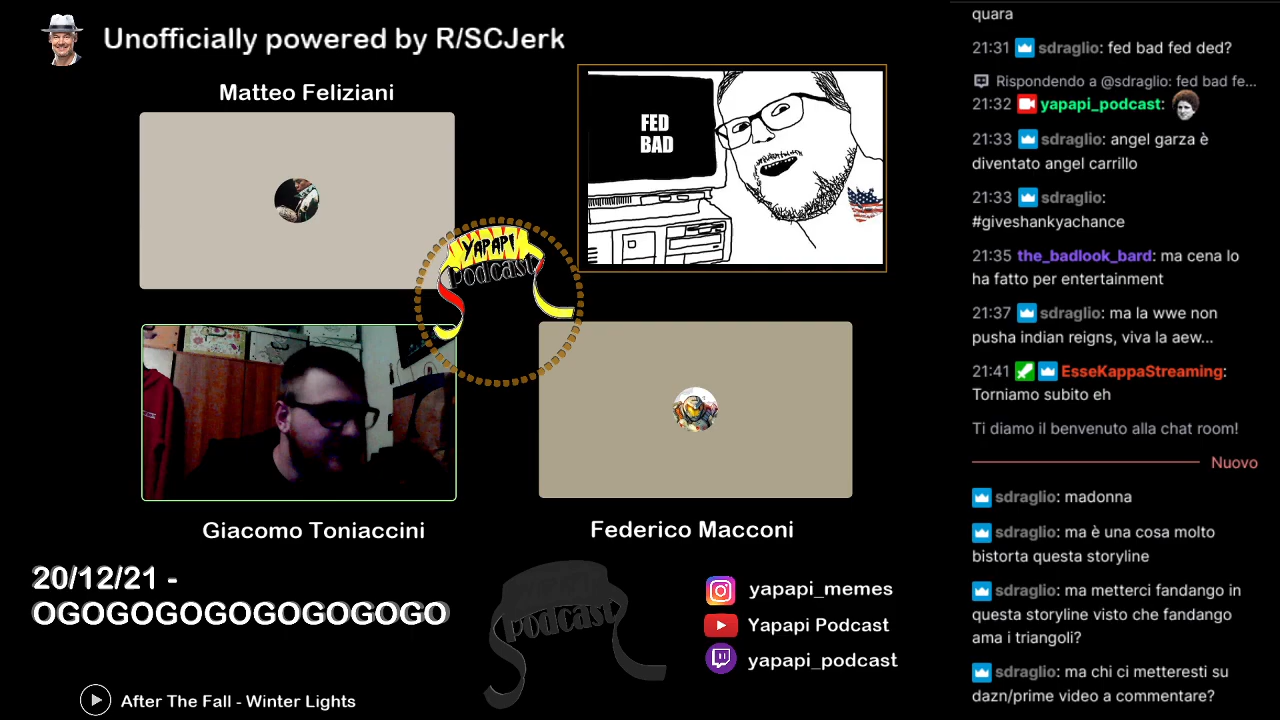 Unofficially powered by R/SCJerk
Matteo Feliziani
FED
BAD
YAPAPI
podcast
Giacomo Toniaccini
Federico Macconi
20/12/21 -
OGOGOGOGOGOGOGOGO
podcast
yapapi_memes
Yapapi Podcast
yapapi_podcast
After The Fall - Winter Lights
quara
21:31 sdraglio: fed bad fed ded?
Rispondendo a @sdraglio: fed bad fe...
21:32 yapapi_podcast:
21:33 sdraglio: angel garza è
diventato angel carrillo
21:33 sdraglio:
#giveshankyachance
21:35 the_badlook_bard: ma cena lo
ha fatto per entertainment
21:37 sdraglio: ma la wwe non
pusha indian reigns, viva la aew...
21:41 EsseKappaStreaming:
Torniamo subito eh
Ti diamo il benvenuto alla chat room!
Nuovo
sdraglio: madonna
sdraglio: ma è una cosa molto
bistorta questa storyline
sdraglio: ma metterci fandango in
questa storyline visto che fandango
ama i triangoli?
sdraglio: ma chi ci metteresti su
dazn/prime video a commentare?